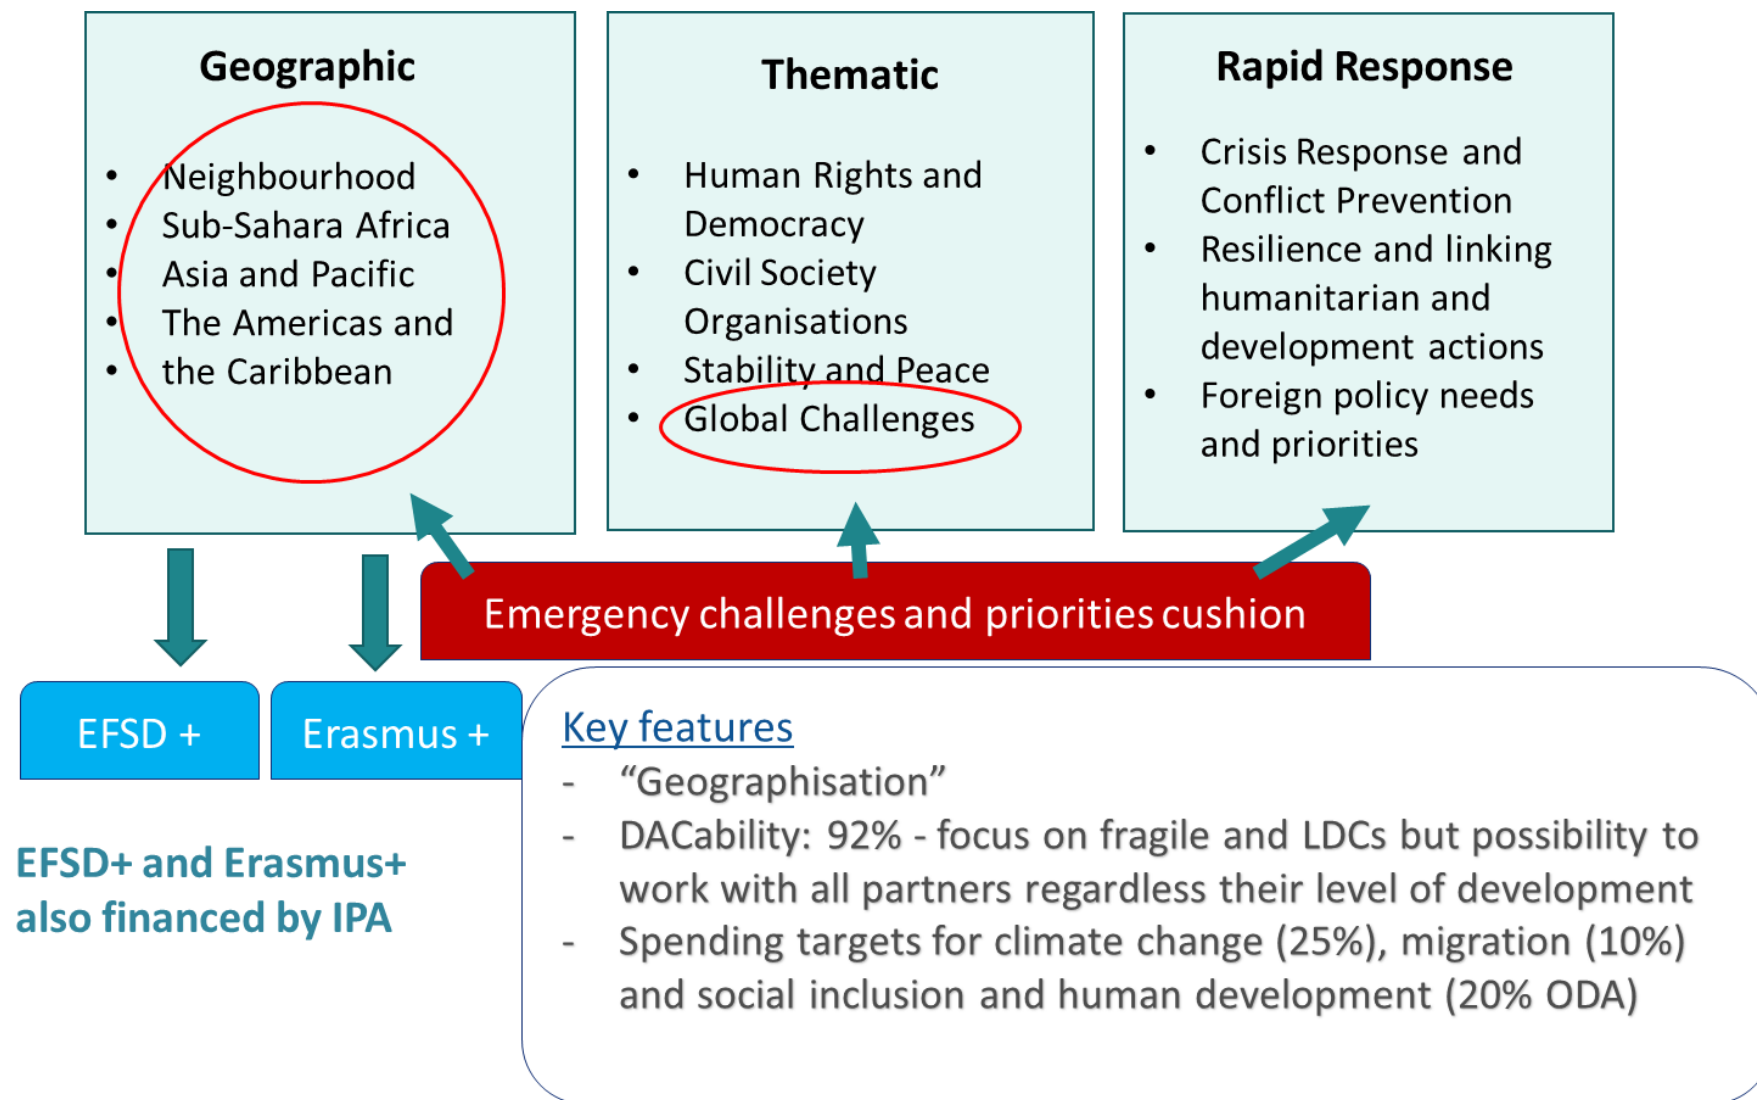 Geographic
• Neighbourhood
• Sub-Sahara Africa
• Asia and Pacific
• The Americas and
• the Caribbean
Thematic
• Human Rights and
Democracy
• Civil Society
Organisations
• Stability and Peace
• Global Challenges
Rapid Response
• Crisis Response and
Conflict Prevention
• Resilience and linking
humanitarian and
development actions
• Foreign policy needs
and priorities
Emergency challenges and priorities cushion
EFSD +
Erasmus +
EFSD+ and Erasmus+
also financed by IPA
Key features
- “Geographisation”
- DACability: 92% - focus on fragile and LDCs but possibility to
work with all partners regardless their level of development
- Spending targets for climate change (25%), migration (10%)
and social inclusion and human development (20% ODA)